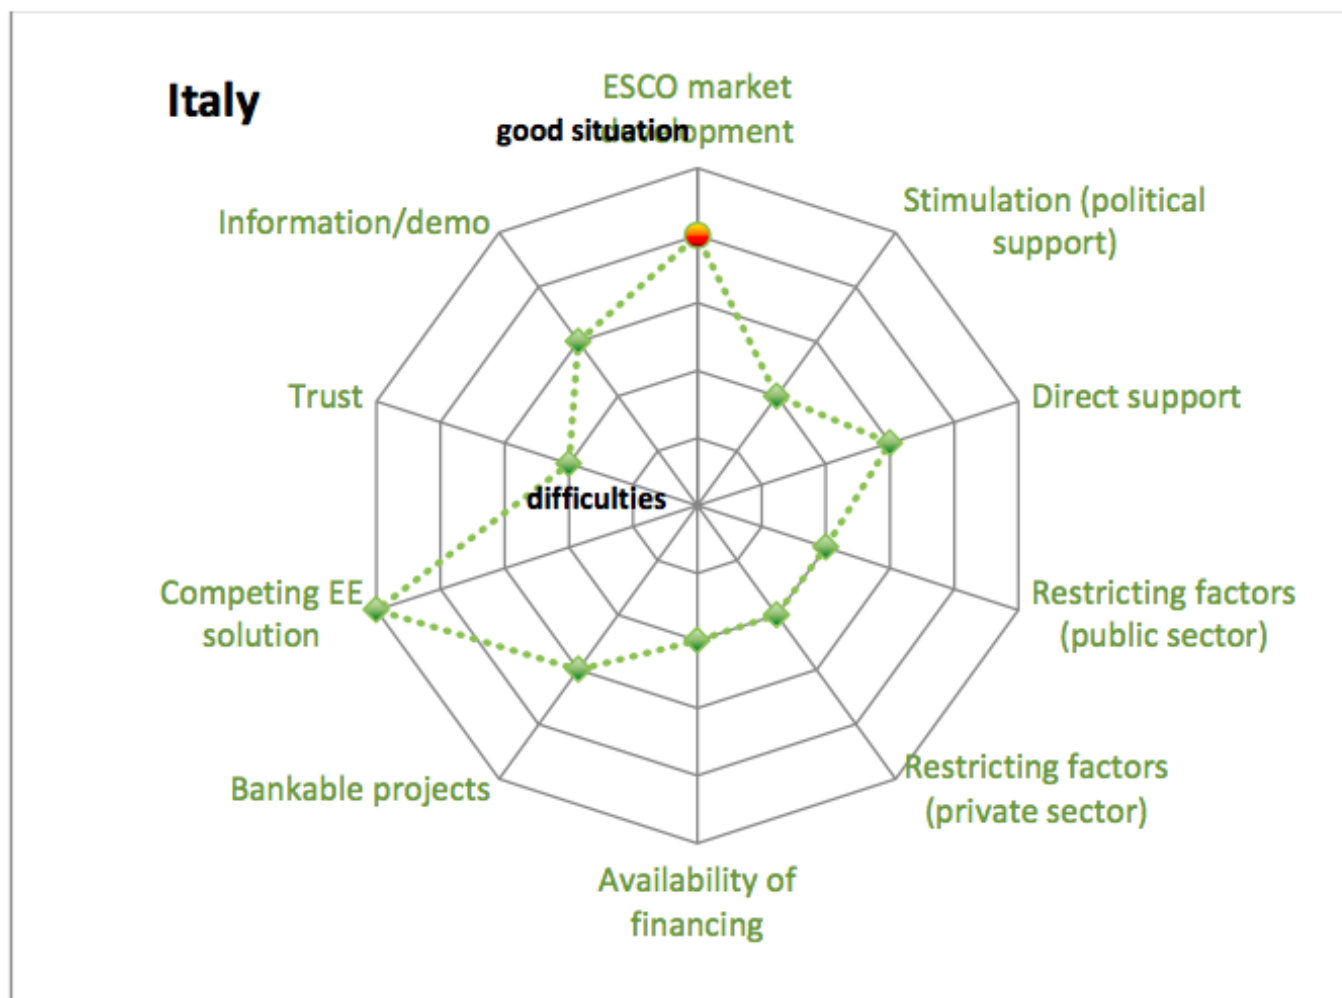 Italy
ESCO market
development
good situation
Stimulation (political
support)
Information/demo
Direct support
Trust
difficulties
Restricting factors
(public sector)
Competing EE
solution
Restricting factors
(private sector)
Bankable projects
Availability of
financing